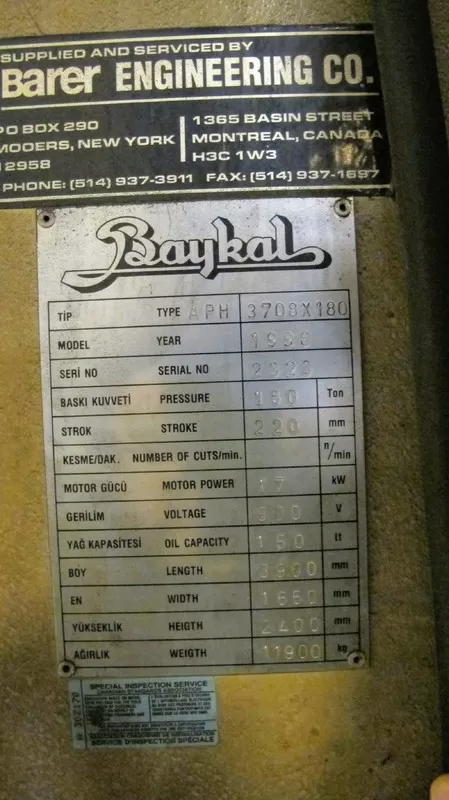 SUPPLIED AND SERVICED BY
Barer ENGINEERING CO.
PO BOX 290
MOOERS, NEW YORK
12958
1365 BASIN STREET
MONTREAL, CANADA
H3C 1W3
PHONE: (514) 937-3911 FAX: (514) 937-1697
Baykal
TİP TYPE APH 3708X180
MODEL YEAR 1996
SERİ NO SERIAL NO
BASKI KUVVETİ PRESSURE 180 Ton
STROK STROKE 220 mm
KESME/DAK. NUMBER OF CUTS/min. n/min
MOTOR GÜCÜ MOTOR POWER 17 kW
GERİLİM VOLTAGE V
YAĞ KAPASİTESİ OIL CAPACITY 150 lt
BOY LENGTH 3900 mm
EN WIDTH 1650 mm
YÜKSEKLİK HEIGTH 2400 mm
AĞIRLIK WEIGTH 11900 kg
SPECIAL INSPECTION SERVICE
CANADIAN STANDARDS ASSOCIATION
SERVICE D'INSPECTION SPÉCIALE